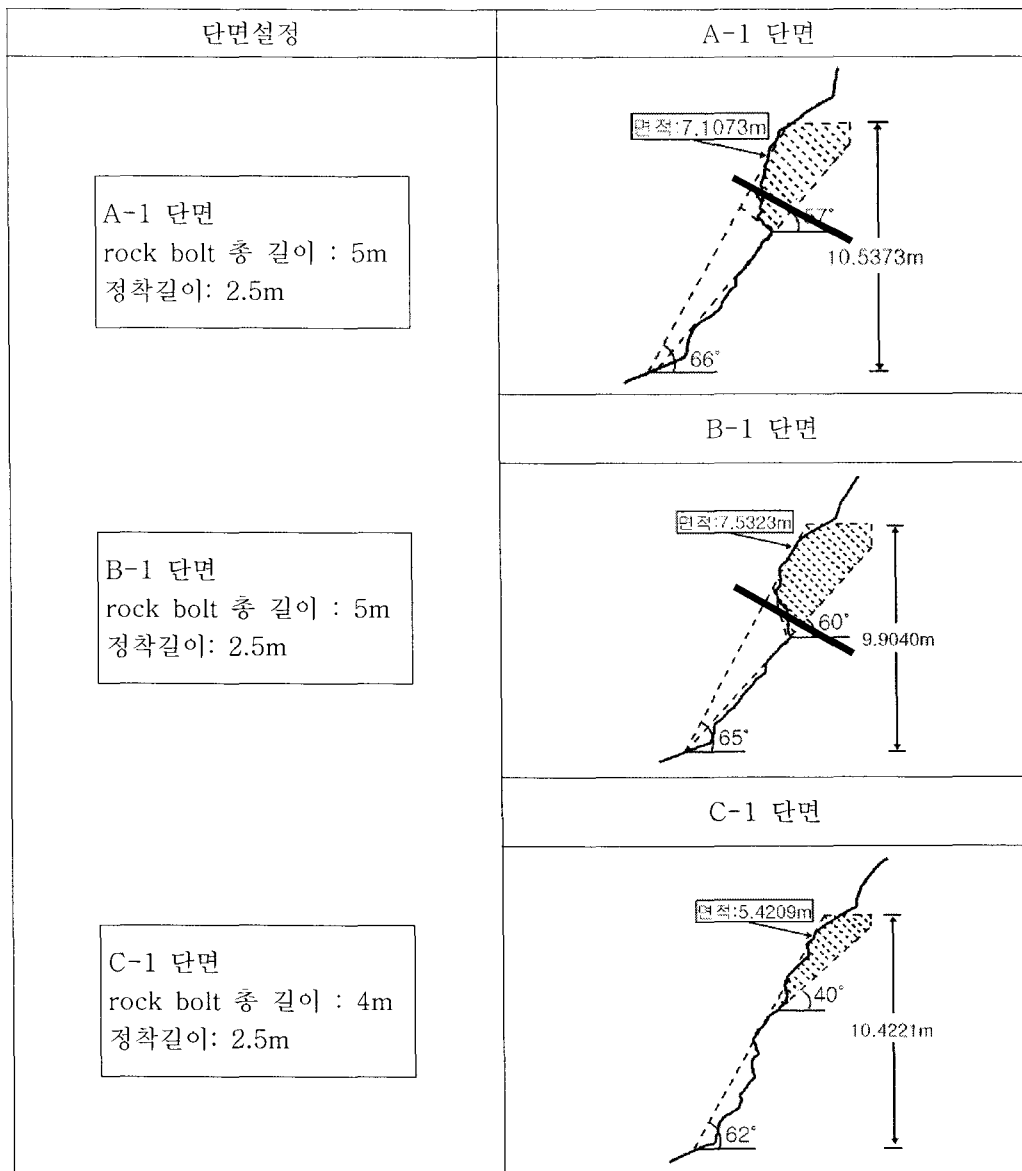 단면설정
A-1 단면
A-1 단면
rock bolt 총 길이 : 5m
정착길이: 2.5m
면적:7.1073m
10.5373m
66°
B-1 단면
B-1 단면
rock bolt 총 길이 : 5m
정착길이: 2.5m
면적:7.5323m
60°
9.9040m
65°
C-1 단면
C-1 단면
rock bolt 총 길이 : 4m
정착길이: 2.5m
면적:5.4209m
40°
10.4221m
62°